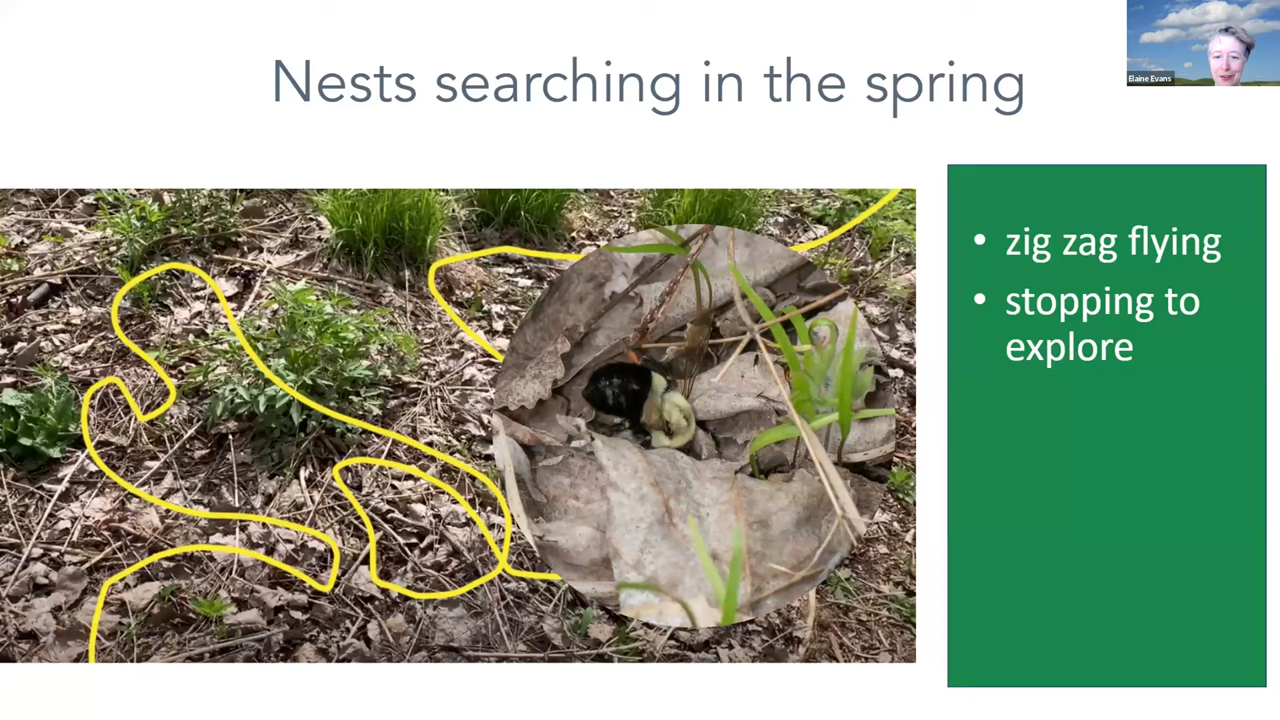 Nests searching in the spring
Elaine Evans
• zig zag flying
• stopping to
explore